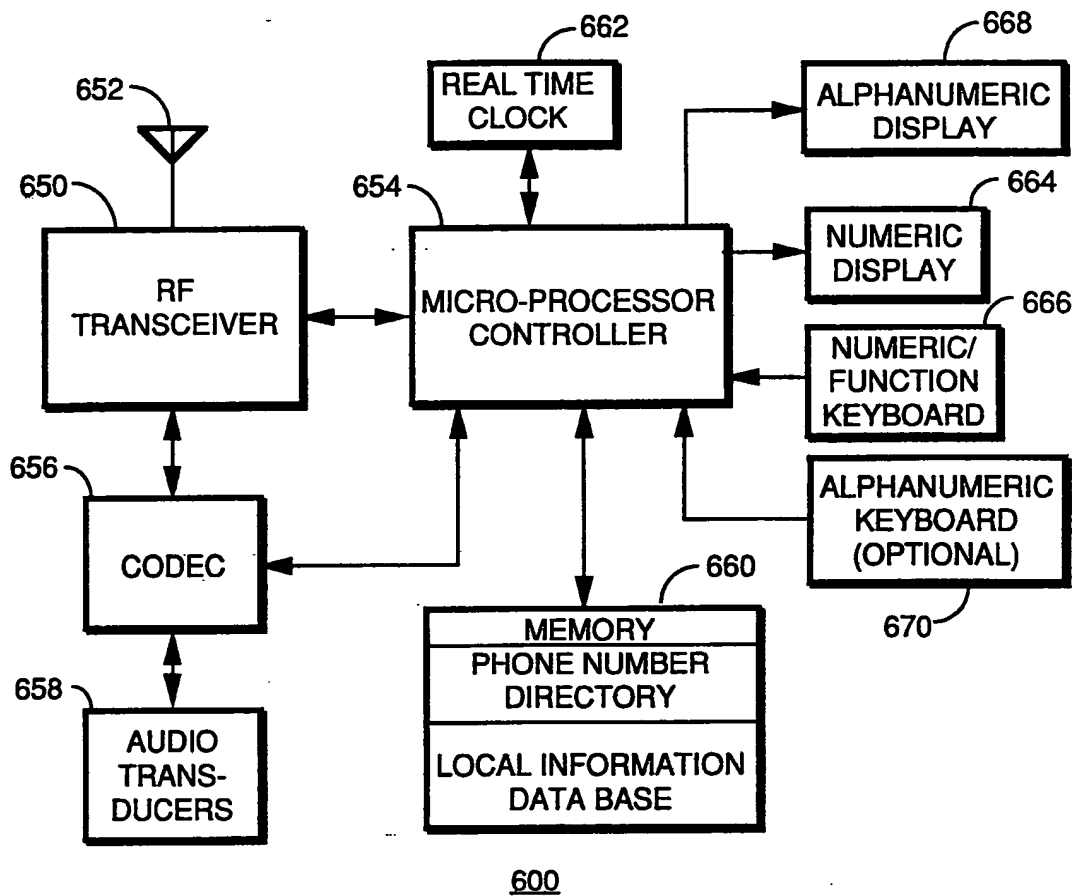 662
668
652
REAL TIME
CLOCK
ALPHANUMERIC
DISPLAY
650
654
664
RF
TRANSCEIVER
MICRO-PROCESSOR
CONTROLLER
NUMERIC
DISPLAY
666
NUMERIC/
FUNCTION
KEYBOARD
656
CODEC
ALPHANUMERIC
KEYBOARD
(OPTIONAL)
660
670
MEMORY
PHONE NUMBER
DIRECTORY
LOCAL INFORMATION
DATA BASE
658
AUDIO
TRANS-
DUCERS
600